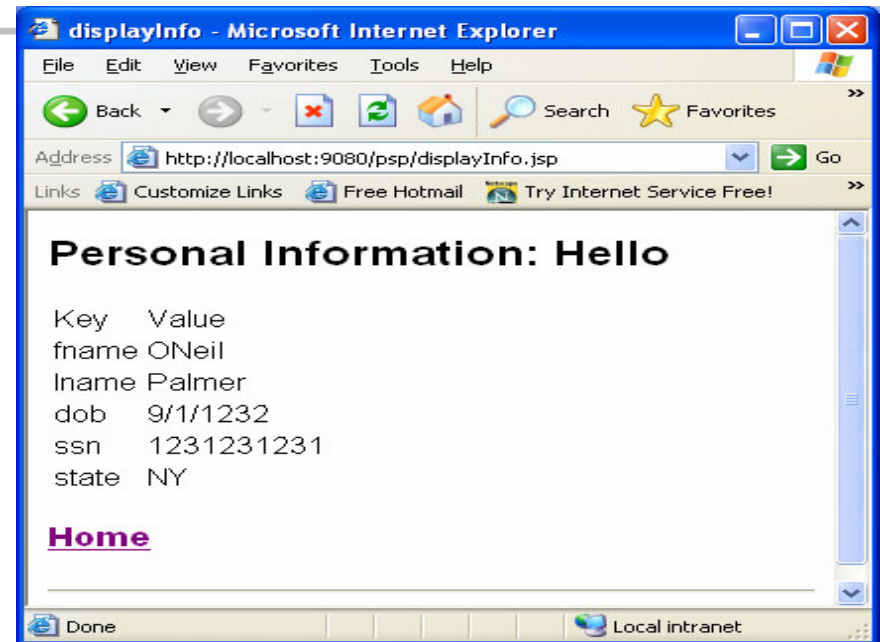 displayInfo - Microsoft Internet Explorer
File Edit View Favorites Tools Help
Back Search Favorites »
Address http://localhost:9080/psp/displayInfo.jsp Go
Links Customize Links Free Hotmail Try Internet Service Free! »
Personal Information: Hello
Key Value
fname ONeil
lname Palmer
dob 9/1/1232
ssn 1231231231
state NY
Home
Done Local intranet